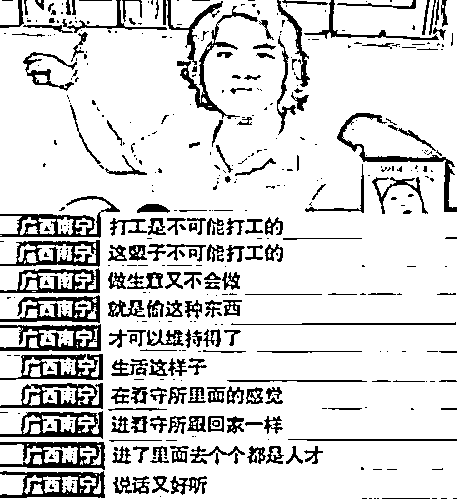 广西南宁 打工是不可能打工的
广西南宁 这辈子不可能打工的
广西南宁 做生意又不会做
广西南宁 就是偷这种东西
广西南宁 才可以维持得了
广西南宁 生活这样子
广西南宁 在看守所里面的感觉
广西南宁 进看守所跟回家一样
广西南宁 进了里面去个个都是人才
广西南宁 说话又好听